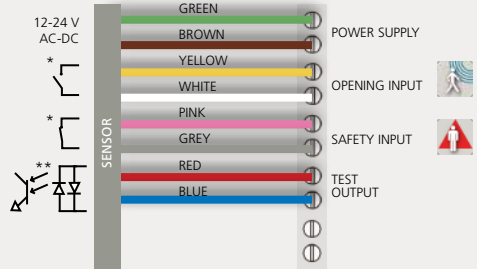 12-24 V
AC-DC
*
*
**
SENSOR
GREEN
BROWN
YELLOW
WHITE
PINK
GREY
RED
BLUE
POWER SUPPLY
OPENING INPUT
SAFETY INPUT
TEST
OUTPUT